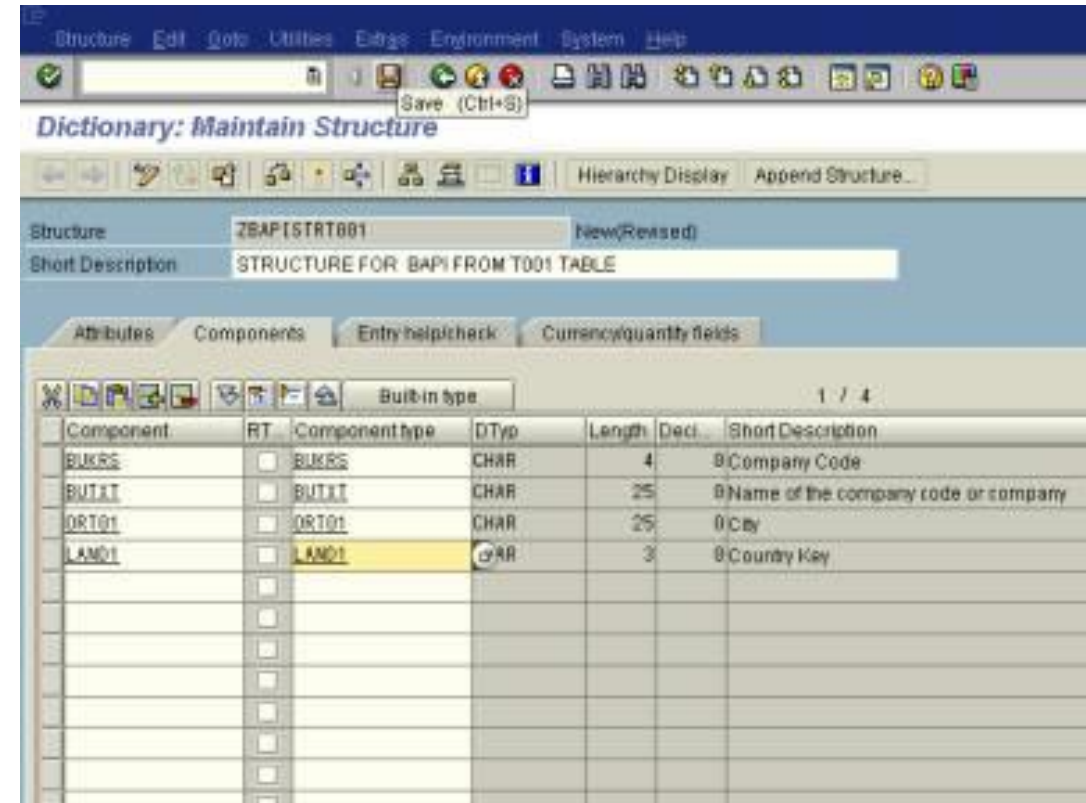 Structure Edit Goto Utilities Extras Environment System Help
Save (Ctrl+S)
Dictionary: Maintain Structure
Hierarchy Display Append Structure...
Structure ZBAPISTRT001 New(Revised)
Short Description STRUCTURE FOR BAPI FROM T001 TABLE
Attributes Components Entry help/check Currency/quantity fields
Built-in type 1 / 4
Component RT... Component type DTyp Length Deci... Short Description
BUKRS BUKRS CHAR 4 0 Company Code
BUTXT BUTXT CHAR 25 0 Name of the company code or company
ORT01 ORT01 CHAR 25 0 City
LAND1 LAND1 AR 3 0 Country Key